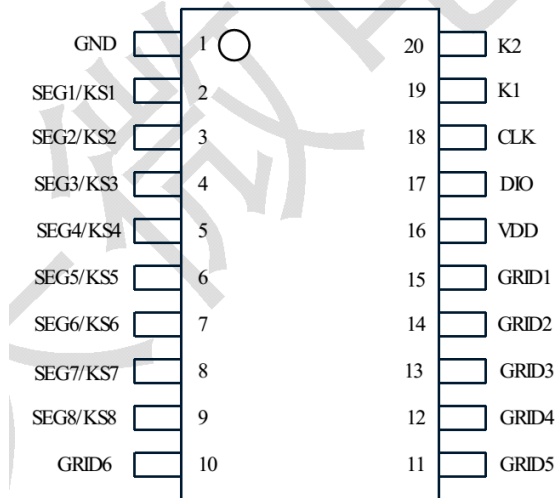 GND 1 20 K2
SEG1/KS1 2 19 K1
SEG2/KS2 3 18 CLK
SEG3/KS3 4 17 DIO
SEG4/KS4 5 16 VDD
SEG5/KS5 6 15 GRID1
SEG6/KS6 7 14 GRID2
SEG7/KS7 8 13 GRID3
SEG8/KS8 9 12 GRID4
GRID6 10 11 GRID5
微